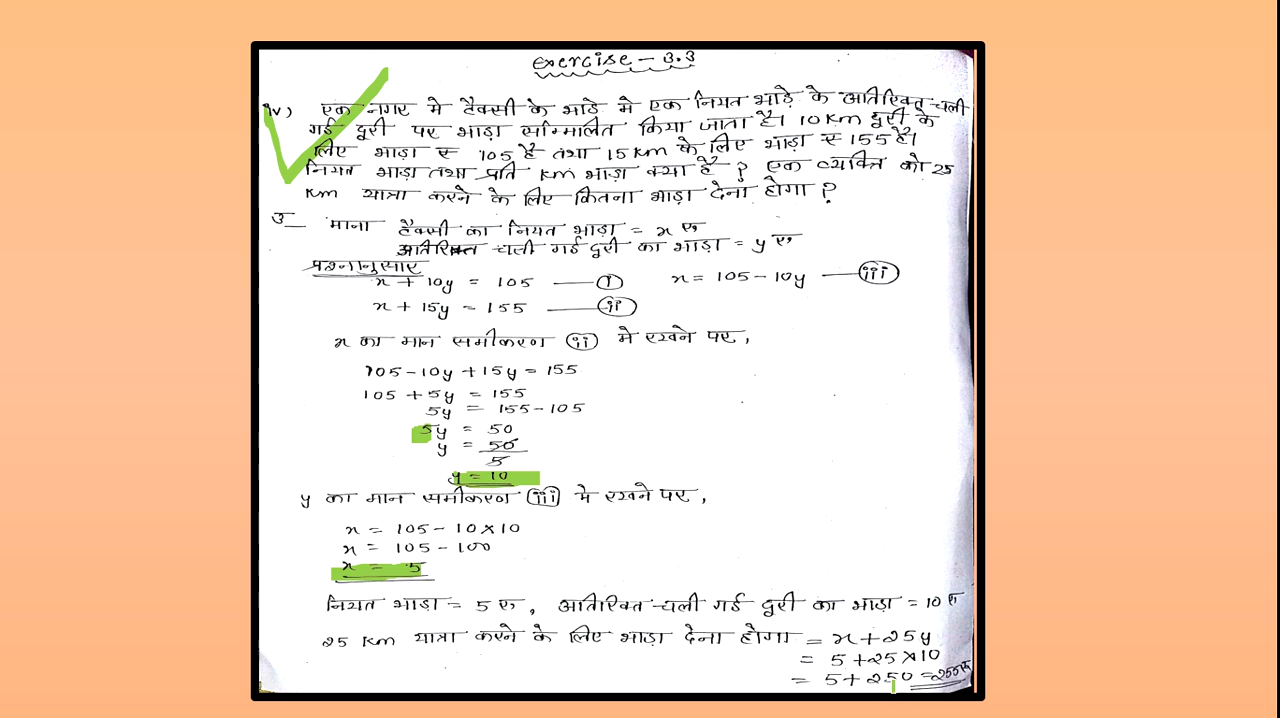 exercise - 3.3
iv) एक नगर मे टैक्सी के भाडे मे एक नियत भाड़े के अतिरिक्त चली
गई दूरी पर भाड़ा सम्मिलित किया जाता है। 10 Km दूरी के
लिए भाड़ा रु 105 है तथा 15 Km के लिए भाड़ा रु 155 है।
नियत भाड़ा तथा प्रति Km भाड़ा क्या है ? एक व्यक्ति को 25
Km यात्रा करने के लिए कितना भाड़ा देना होगा ?
उ माना टैक्सी का नियत भाड़ा = x रु
अतिरिक्त चली गई दूरी का भाड़ा = y रु
प्रश्नानुसार
x + 10y = 105 — (i) x = 105 - 10y — (iii)
x + 15y = 155 — (ii)
x का मान समीकरण (ii) मे रखने पर,
105 - 10y + 15y = 155
105 + 5y = 155
5y = 155 - 105
5y = 50
y = 50/5
y = 10
y का मान समीकरण (iii) मे रखने पर,
x = 105 - 10 × 10
x = 105 - 100
x = 5
नियत भाड़ा = 5 रु, अतिरिक्त चली गई दूरी का भाड़ा = 10 रु
25 Km यात्रा करने के लिए भाड़ा देना होगा = x + 25y
= 5 + 25 × 10
= 5 + 250 = 255 रु